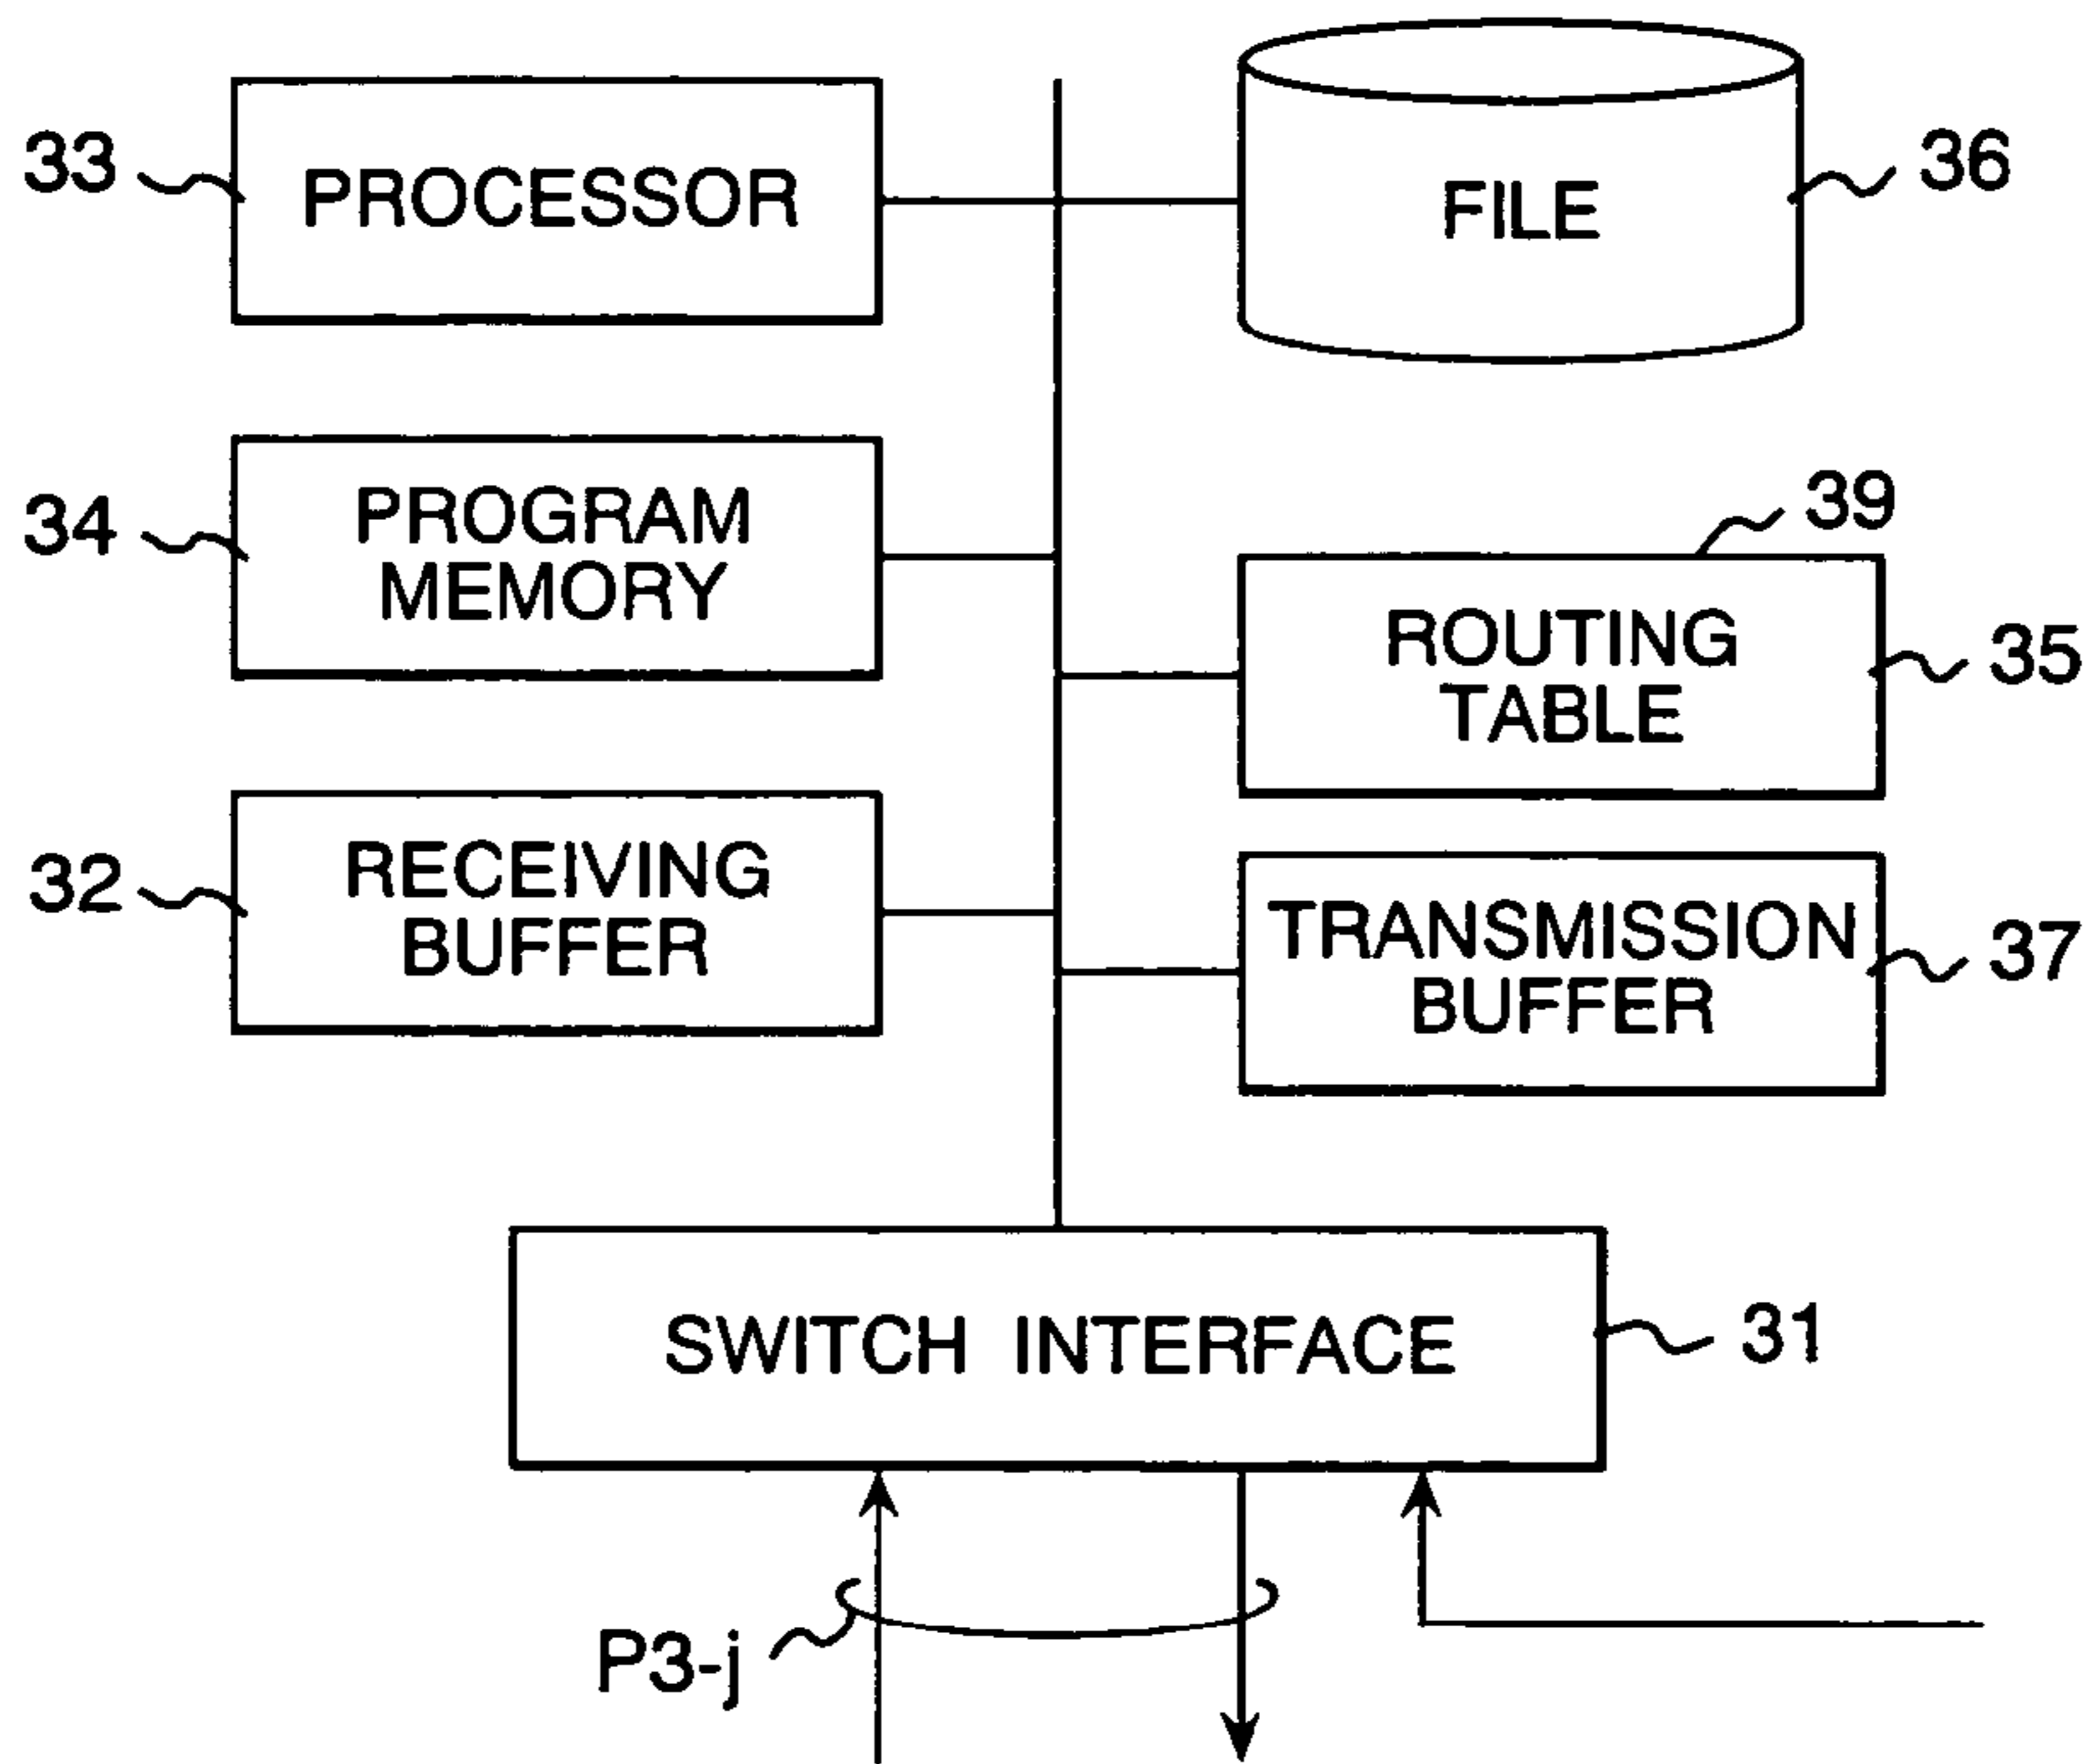 33
PROCESSOR
FILE
36
34
PROGRAM
MEMORY
39
ROUTING
TABLE
35
32
RECEIVING
BUFFER
TRANSMISSION
BUFFER
37
SWITCH INTERFACE
31
P3-j